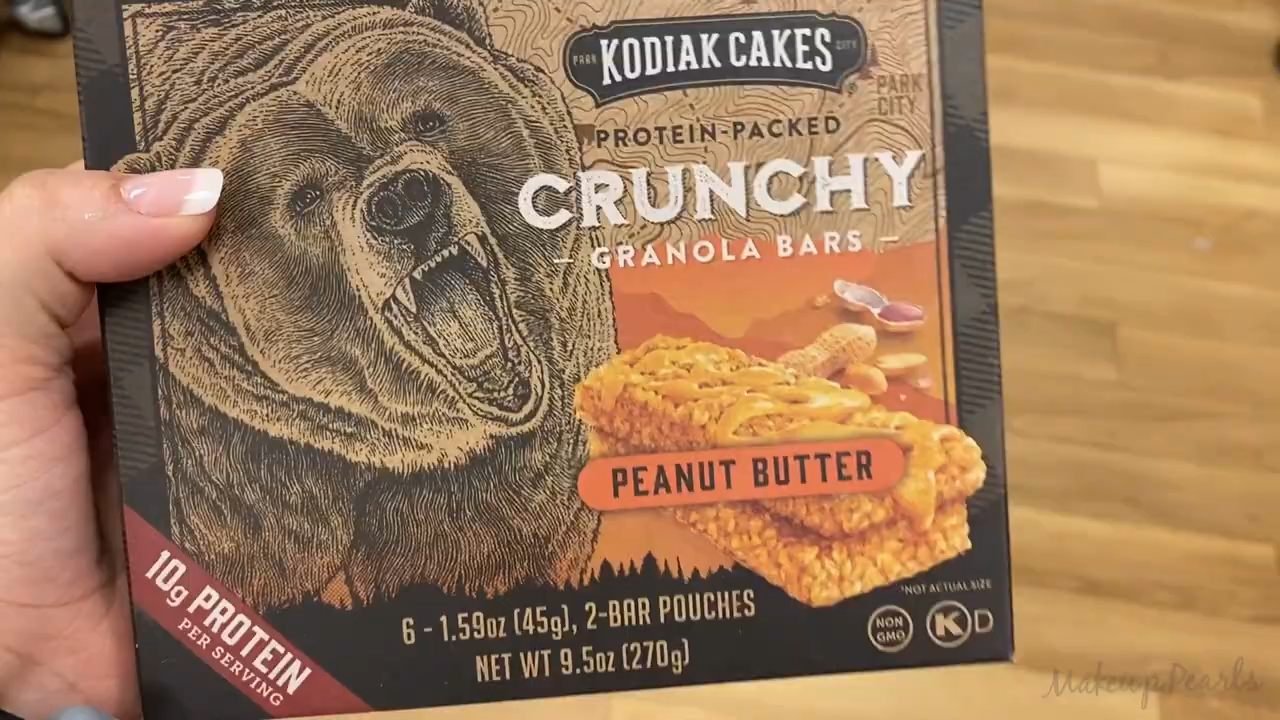 PARK KODIAK CAKES CITY
PARK
CITY
PROTEIN-PACKED
CRUNCHY
GRANOLA BARS
PEANUT BUTTER
*NOT ACTUAL SIZE
10g PROTEIN
PER SERVING
6 - 1.59oz (45g), 2-BAR POUCHES
NET WT 9.5oz (270g)
NON
GMO
K D
MakeupPearls